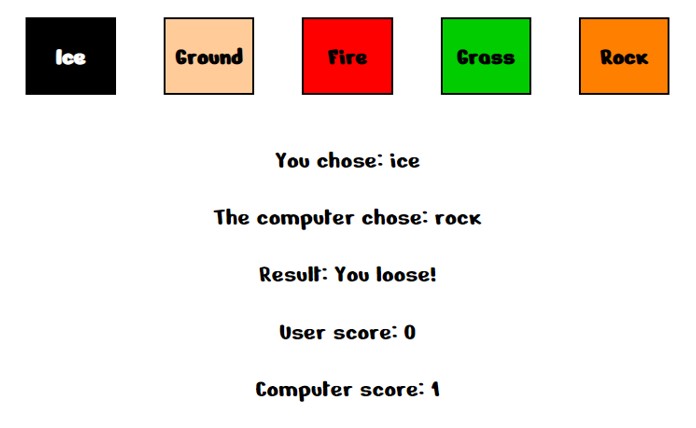 Ice Ground Fire Grass Rock
You chose: ice
The computer chose: rock
Result: You loose!
User score: 0
Computer score: 1